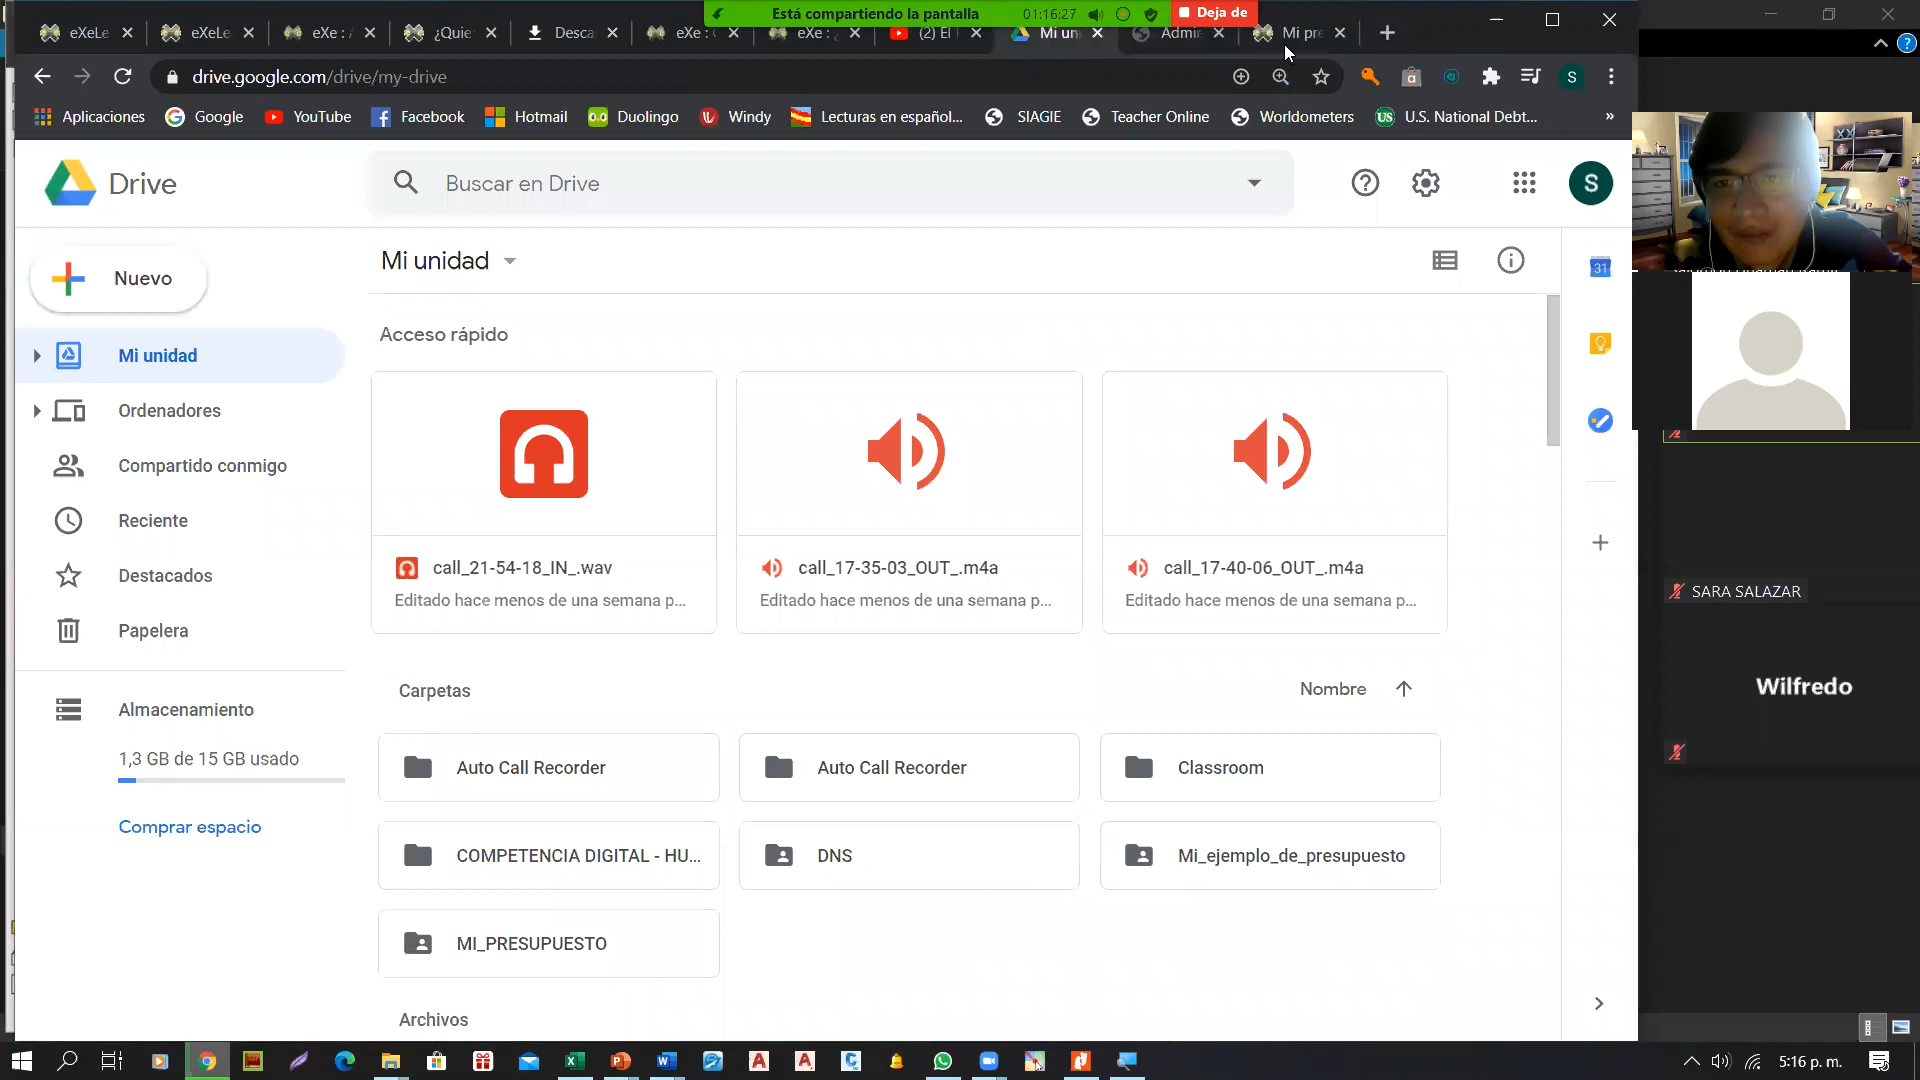 Está compartiendo la pantalla
01:16:27
Deja de
eXeLe
eXeLe
eXe :
¿Quie
Desca
eXe :
eXe :
(2) El
Mi un
Admi
Mi pre
drive.google.com/drive/my-drive
S
Aplicaciones
Google
YouTube
Facebook
Hotmail
Duolingo
Windy
Lecturas en español...
SIAGIE
Teacher Online
Worldometers
US
U.S. National Debt...
»
Drive
Buscar en Drive
S
Nuevo
Mi unidad
Ordenadores
Compartido conmigo
Reciente
Destacados
Papelera
Almacenamiento
1,3 GB de 15 GB usado
Comprar espacio
Mi unidad
31
Acceso rápido
call_21-54-18_IN_.wav
Editado hace menos de una semana p...
call_17-35-03_OUT_.m4a
Editado hace menos de una semana p...
call_17-40-06_OUT_.m4a
Editado hace menos de una semana p...
Carpetas
Nombre
Auto Call Recorder
Auto Call Recorder
Classroom
COMPETENCIA DIGITAL - HU...
DNS
Mi_ejemplo_de_presupuesto
MI_PRESUPUESTO
Archivos
SARA SALAZAR
Wilfredo
5:16 p. m.